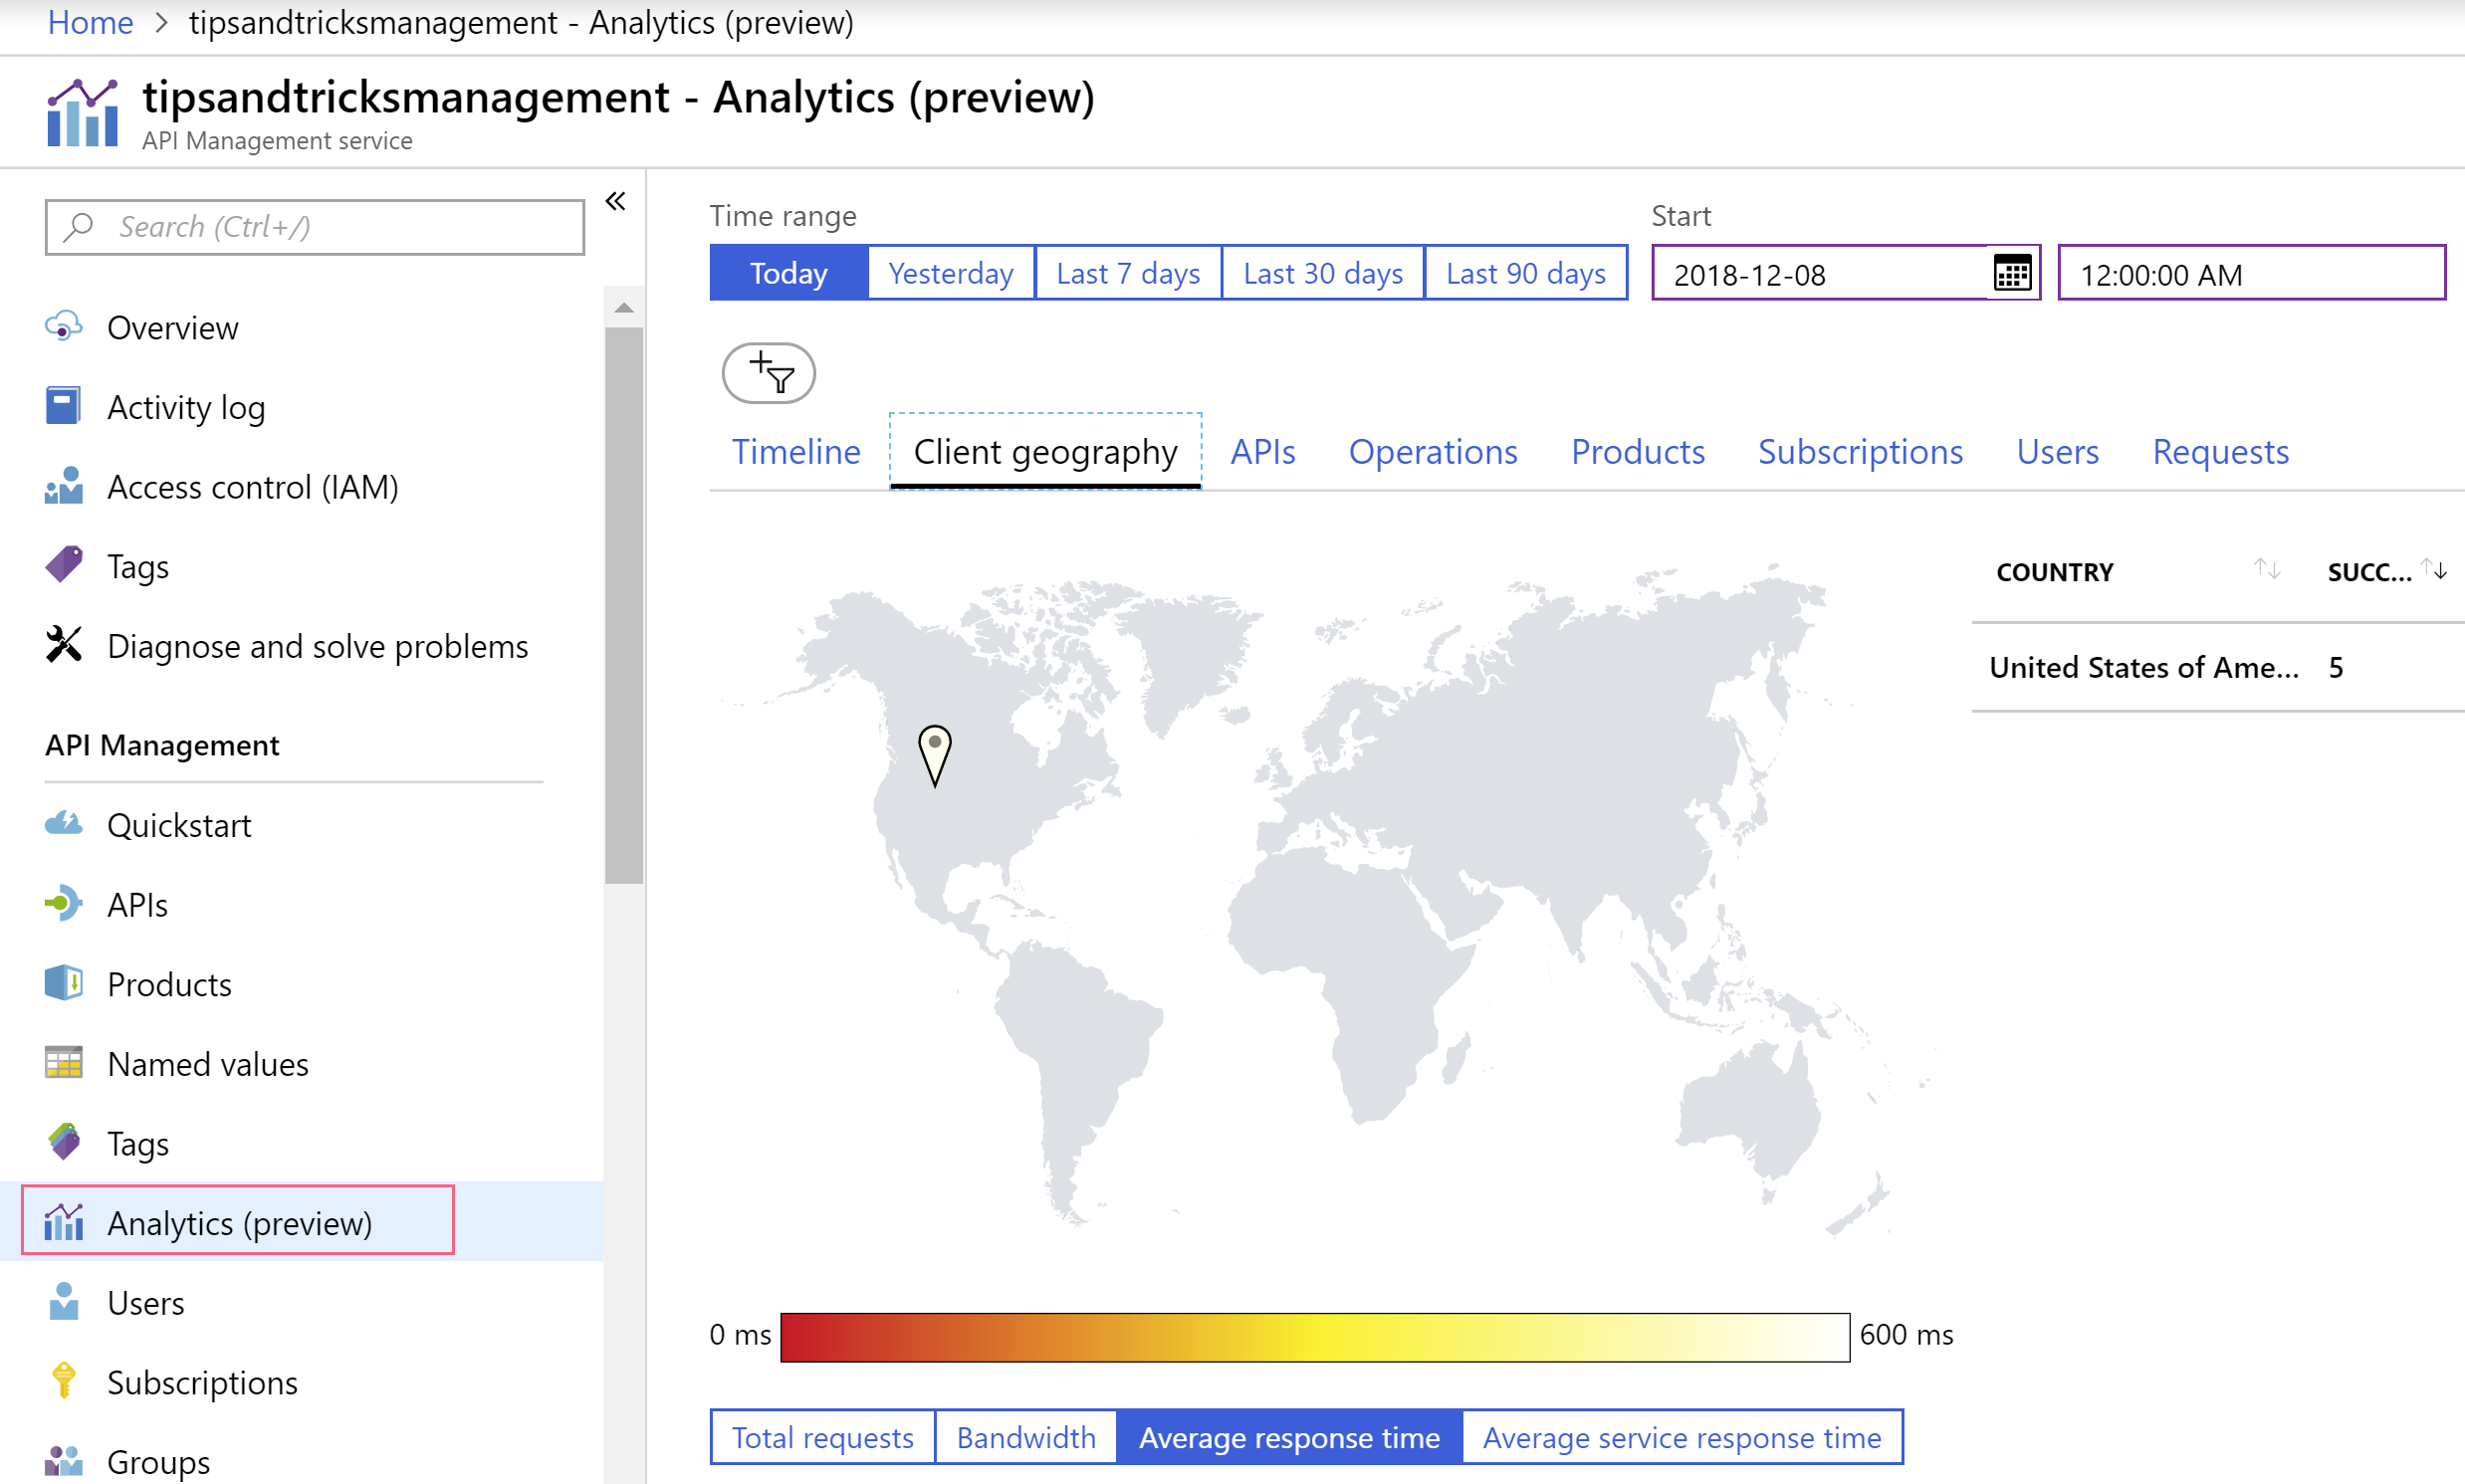 Home > tipsandtricksmanagement - Analytics (preview)
tipsandtricksmanagement - Analytics (preview)
API Management service
Search (Ctrl+/)
Overview
Activity log
Access control (IAM)
Tags
Diagnose and solve problems
API Management
Quickstart
APIs
Products
Named values
Tags
Analytics (preview)
Users
Subscriptions
Groups
Time range
Today Yesterday Last 7 days Last 30 days Last 90 days
Start
2018-12-08 12:00:00 AM
Timeline Client geography APIs Operations Products Subscriptions Users Requests
COUNTRY SUCC...
United States of Ame... 5
0 ms 600 ms
Total requests Bandwidth Average response time Average service response time